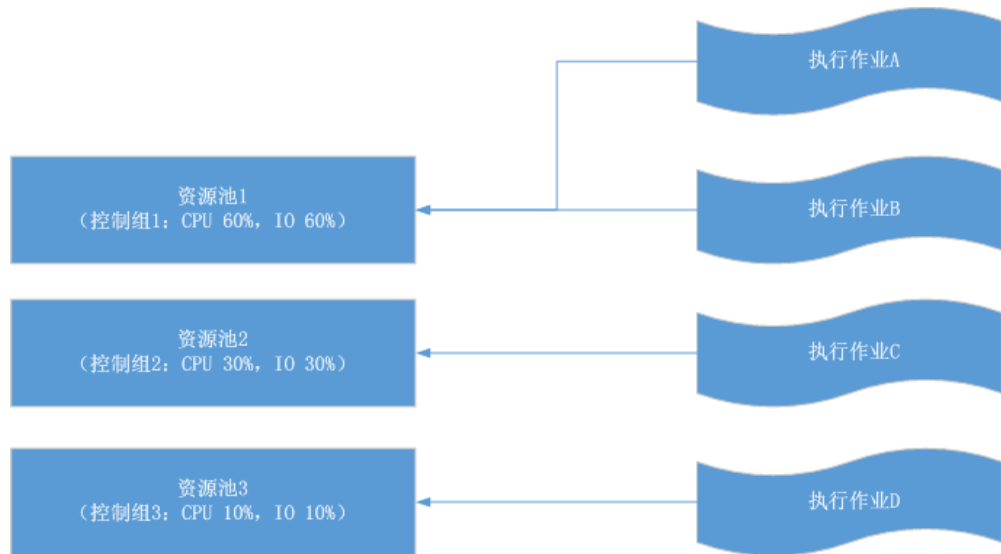 执行作业A
资源池1
（控制组1：CPU 60%，IO 60%）
执行作业B
资源池2
（控制组2：CPU 30%，IO 30%）
执行作业C
资源池3
（控制组3：CPU 10%，IO 10%）
执行作业D